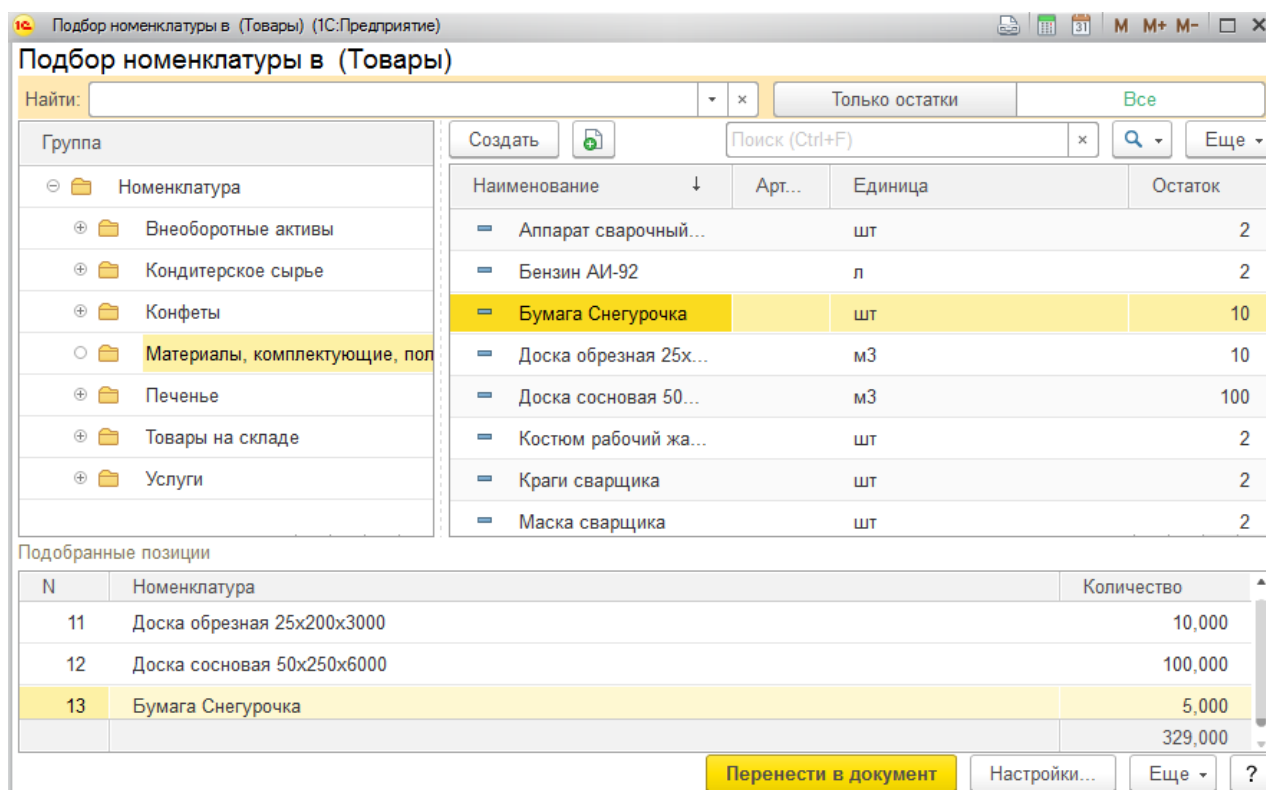 1С Подбор номенклатуры в (Товары) (1С:Предприятие) 31 M M+ M-
Подбор номенклатуры в (Товары)
Найти: Только остатки Все
Группа
Номенклатура
Внеоборотные активы
Кондитерское сырье
Конфеты
Материалы, комплектующие, пол
Печенье
Товары на складе
Услуги
Создать Поиск (Ctrl+F) Еще
Наименование ↓ Арт... Единица Остаток
Аппарат сварочный... шт 2
Бензин АИ-92 л 2
Бумага Снегурочка шт 10
Доска обрезная 25х... м3 10
Доска сосновая 50... м3 100
Костюм рабочий жа... шт 2
Краги сварщика шт 2
Маска сварщика шт 2
Подобранные позиции
N Номенклатура Количество
11 Доска обрезная 25х200х3000 10,000
12 Доска сосновая 50х250х6000 100,000
13 Бумага Снегурочка 5,000
329,000
Перенести в документ Настройки... Еще ?